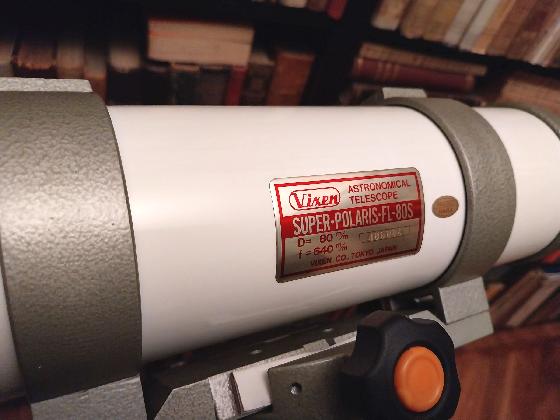 Vixen
ASTRONOMICAL
TELESCOPE
SUPER-POLARIS-FL-80S
D= 80 m/m
f=640 m/m
VIXEN CO. TOKYO JAPAN